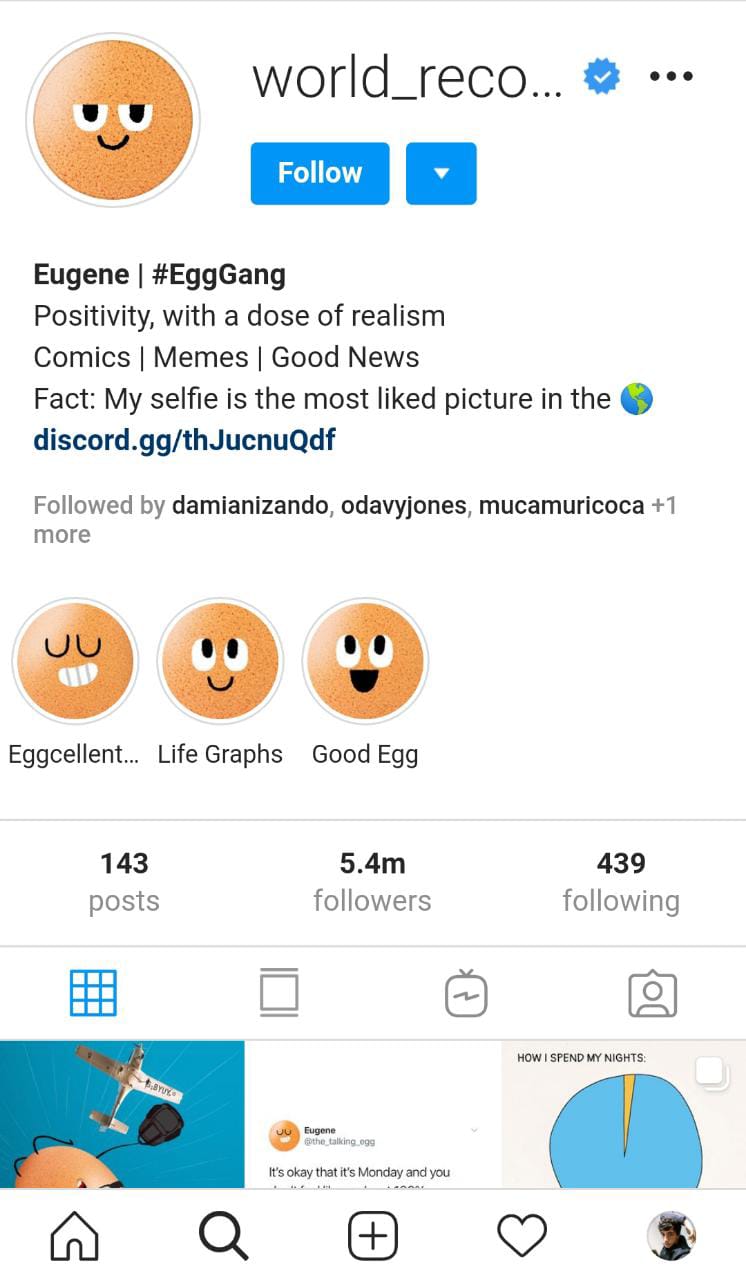 world_reco...
Follow
Eugene | #EggGang
Positivity, with a dose of realism
Comics | Memes | Good News
Fact: My selfie is the most liked picture in the 🌎
discord.gg/thJucnuQdf
Followed by damianizando, odavyjones, mucamuricoca +1
more
Eggcellent... Life Graphs Good Egg
143 5.4m 439
posts followers following
HOW I SPEND MY NIGHTS:
Eugene
@the_talking_egg
It's okay that it's Monday and you